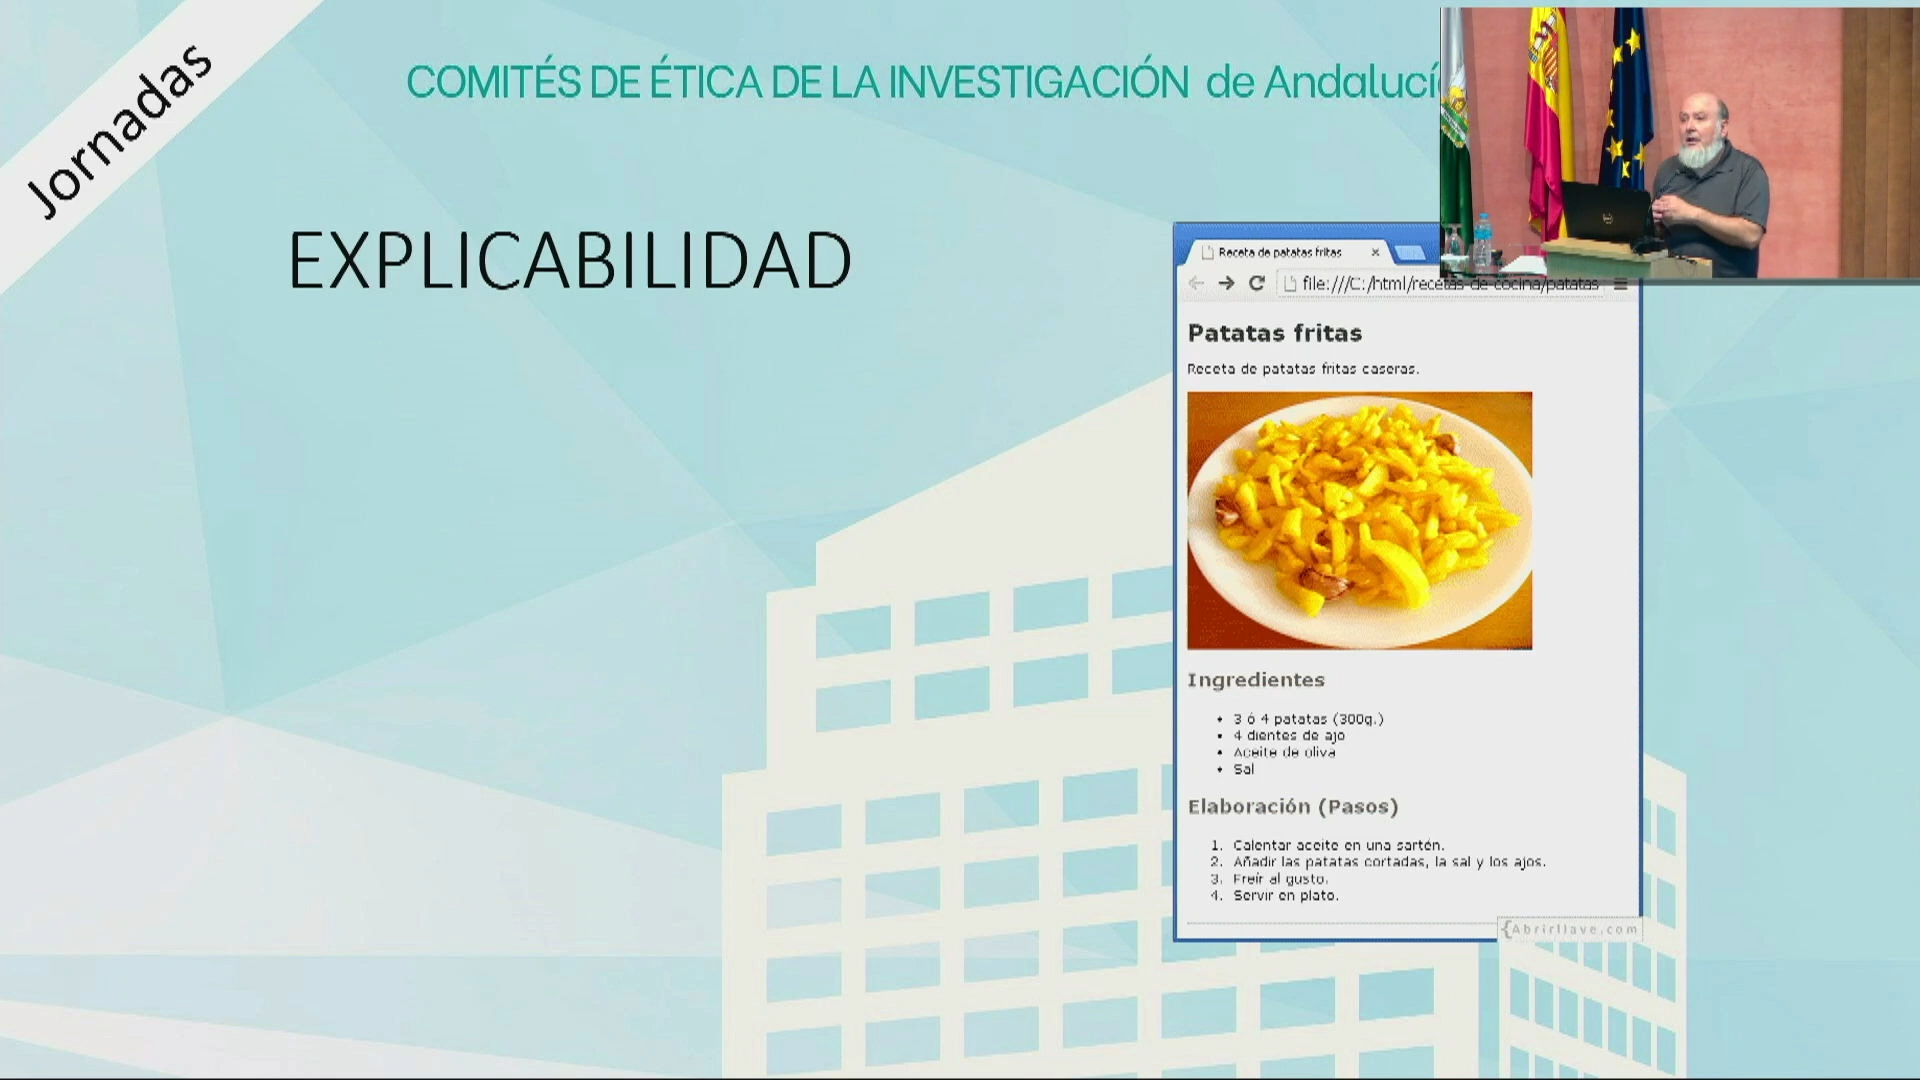 Jornadas
COMITÉS DE ÉTICA DE LA INVESTIGACIÓN de Andalucí
EXPLICABILIDAD
Receta de patatas fritas
file:///C:/html/recetas-de-cocina/patatas
Patatas fritas
Receta de patatas fritas caseras.
Ingredientes
• 3 ó 4 patatas (300g.)
• 4 dientes de ajo
• Aceite de oliva
• Sal
Elaboración (Pasos)
1. Calentar aceite en una sartén.
2. Añadir las patatas cortadas, la sal y los ajos.
3. Freír al gusto.
4. Servir en plato.
{Abrirllave.com